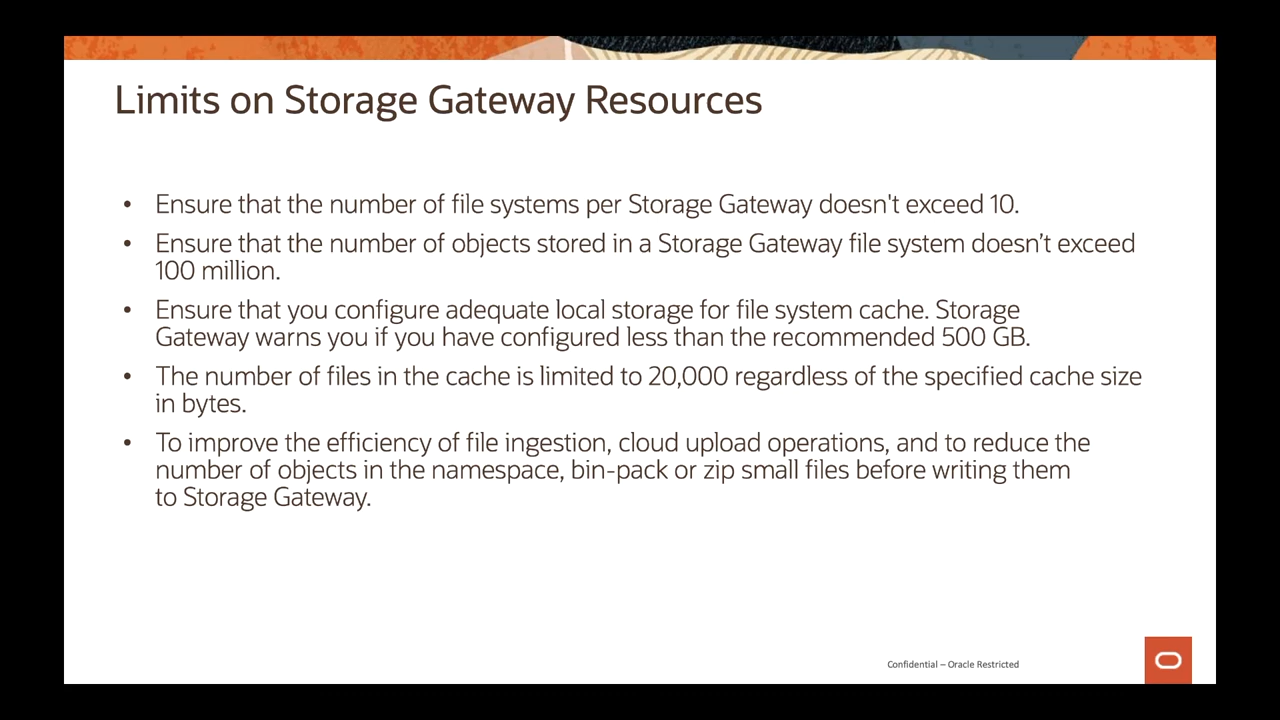 Limits on Storage Gateway Resources
• Ensure that the number of file systems per Storage Gateway doesn't exceed 10.
• Ensure that the number of objects stored in a Storage Gateway file system doesn’t exceed
100 million.
• Ensure that you configure adequate local storage for file system cache. Storage
Gateway warns you if you have configured less than the recommended 500 GB.
• The number of files in the cache is limited to 20,000 regardless of the specified cache size
in bytes.
• To improve the efficiency of file ingestion, cloud upload operations, and to reduce the
number of objects in the namespace, bin-pack or zip small files before writing them
to Storage Gateway.
Confidential – Oracle Restricted